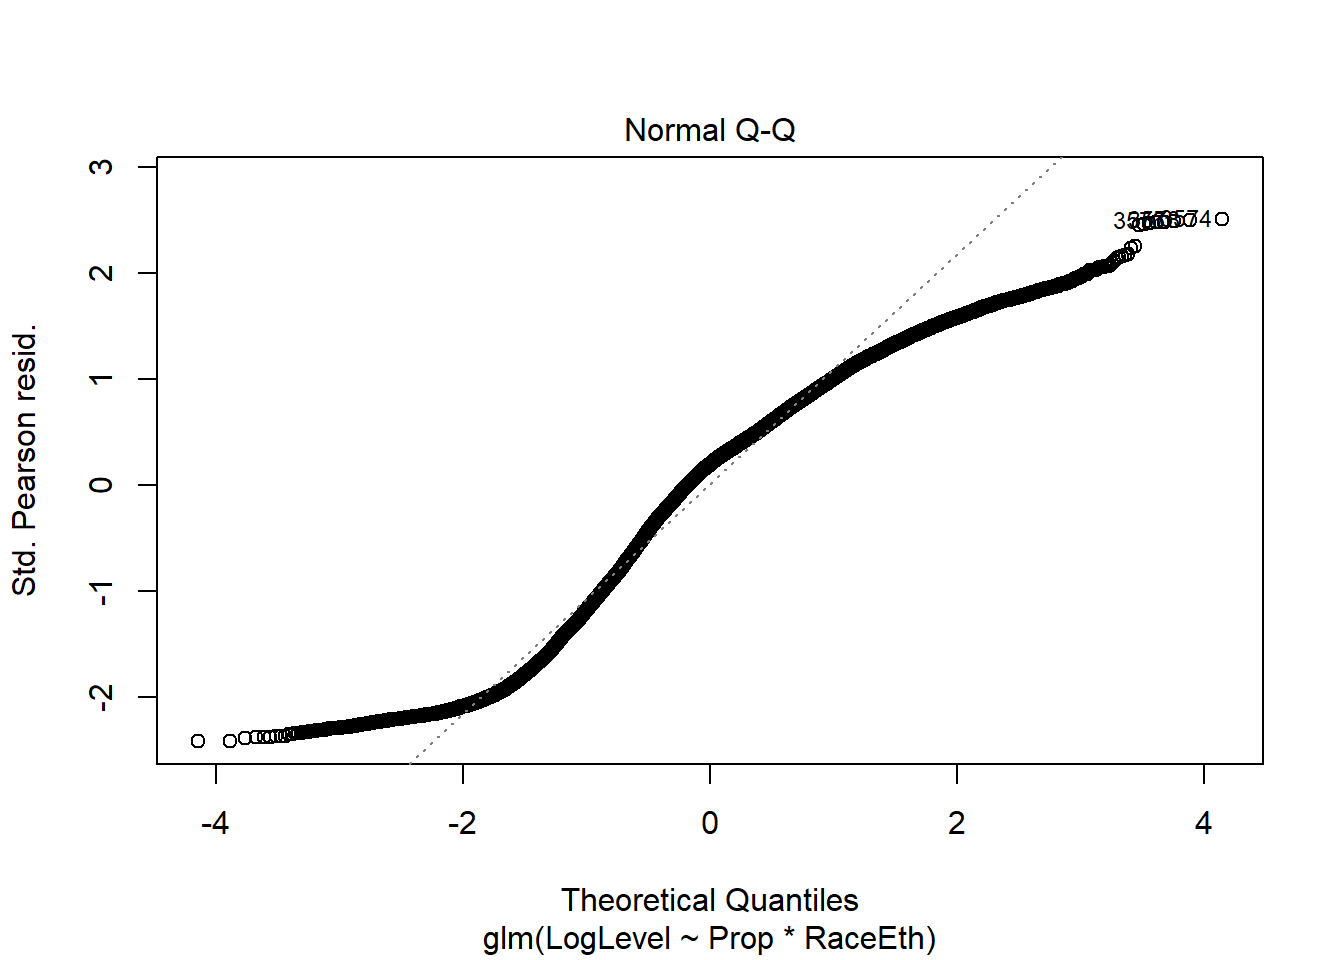 Normal Q-Q
Std. Pearson resid.
3
2
1
0
-1
-2
-4
-2
0
2
4
Theoretical Quantiles
glm(LogLevel ~ Prop * RaceEth)